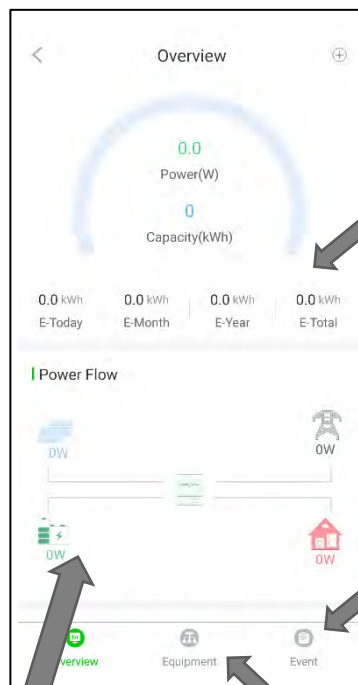 Overview
0.0
Power(W)
0
Capacity(kWh)
0.0 kWh 0.0 kWh 0.0 kWh 0.0 kWh
E-Today E-Month E-Year E-Total
Power Flow
0W 0W
0W 0W
verview Equipment Event